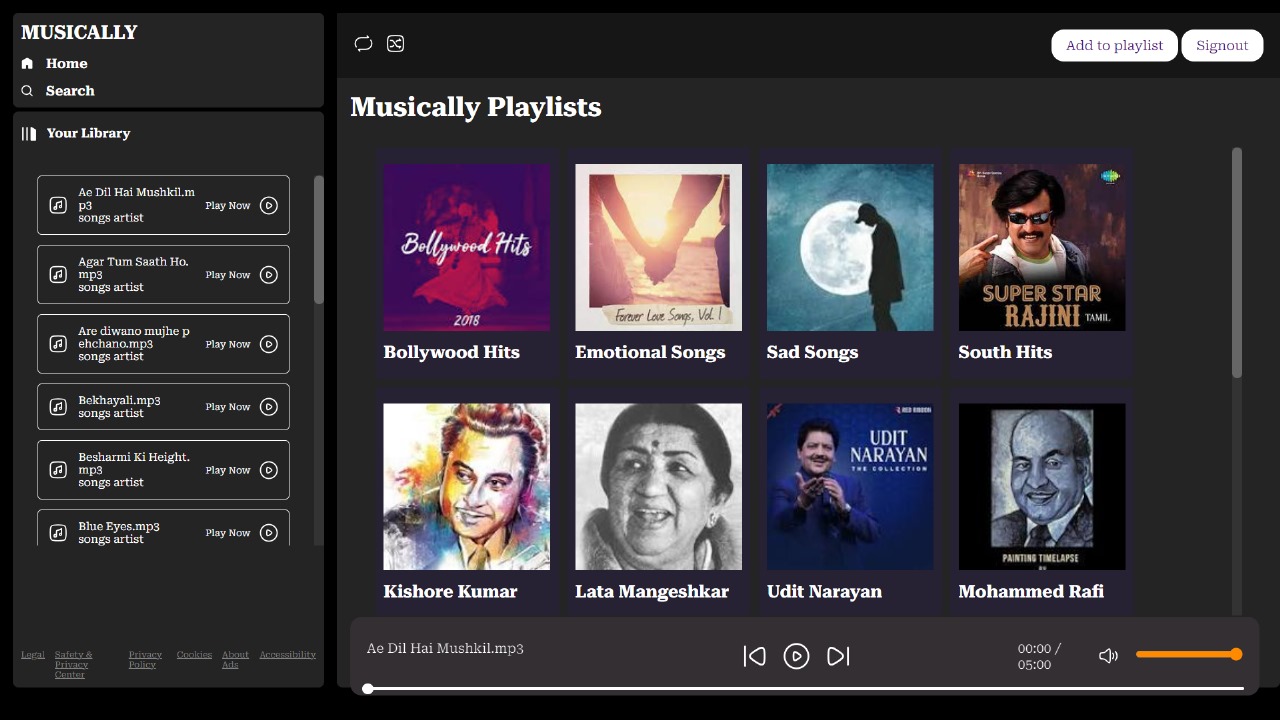 MUSICALLY
Home
Search
Your Library
Ae Dil Hai Mushkil.m
p3
songs artist
Play Now
Agar Tum Saath Ho.
mp3
songs artist
Play Now
Are diwano mujhe p
ehchano.mp3
songs artist
Play Now
Bekhayali.mp3
songs artist
Play Now
Besharai Ki Height.
mp3
songs artist
Play Now
Blue Eyes.mp3
songs artist
Play Now
Legal
Safety &
Privacy
Center
Privacy
Policy
Cookies
About
Ads
Accessibility
Add to playlist
Signout
Musically Playlists
Bollywood Hits
2018
Bollywood Hits
Forever Love Songs, Vol. 1
Emotional Songs
Sad Songs
SUPER STAR
RAJINI TAMIL
South Hits
Kishore Kumar
Lata Mangeshkar
RED RIBBON
UDIT
NARAYAN
THE COLLECTION
Udit Narayan
PAINTING TIMELAPSE
Mohammed Rafi
Ae Dil Hai Mushkil.mp3
00:00 /
05:00